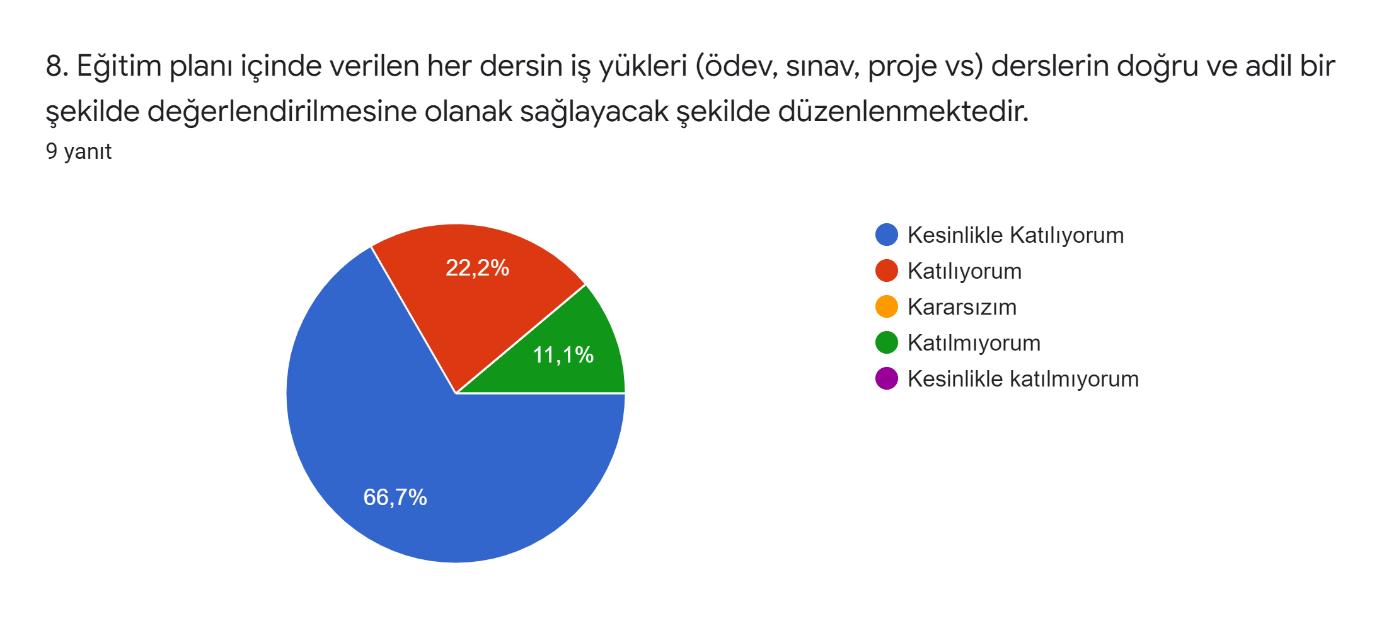 8. Eğitim planı içinde verilen her dersin iş yükleri (ödev, sınav, proje vs) derslerin doğru ve adil bir
şekilde değerlendirilmesine olanak sağlayacak şekilde düzenlenmektedir.
9 yanıt
22,2%
11,1%
66,7%
Kesinlikle Katılıyorum
Katılıyorum
Kararsızım
Katılmıyorum
Kesinlikle katılmıyorum